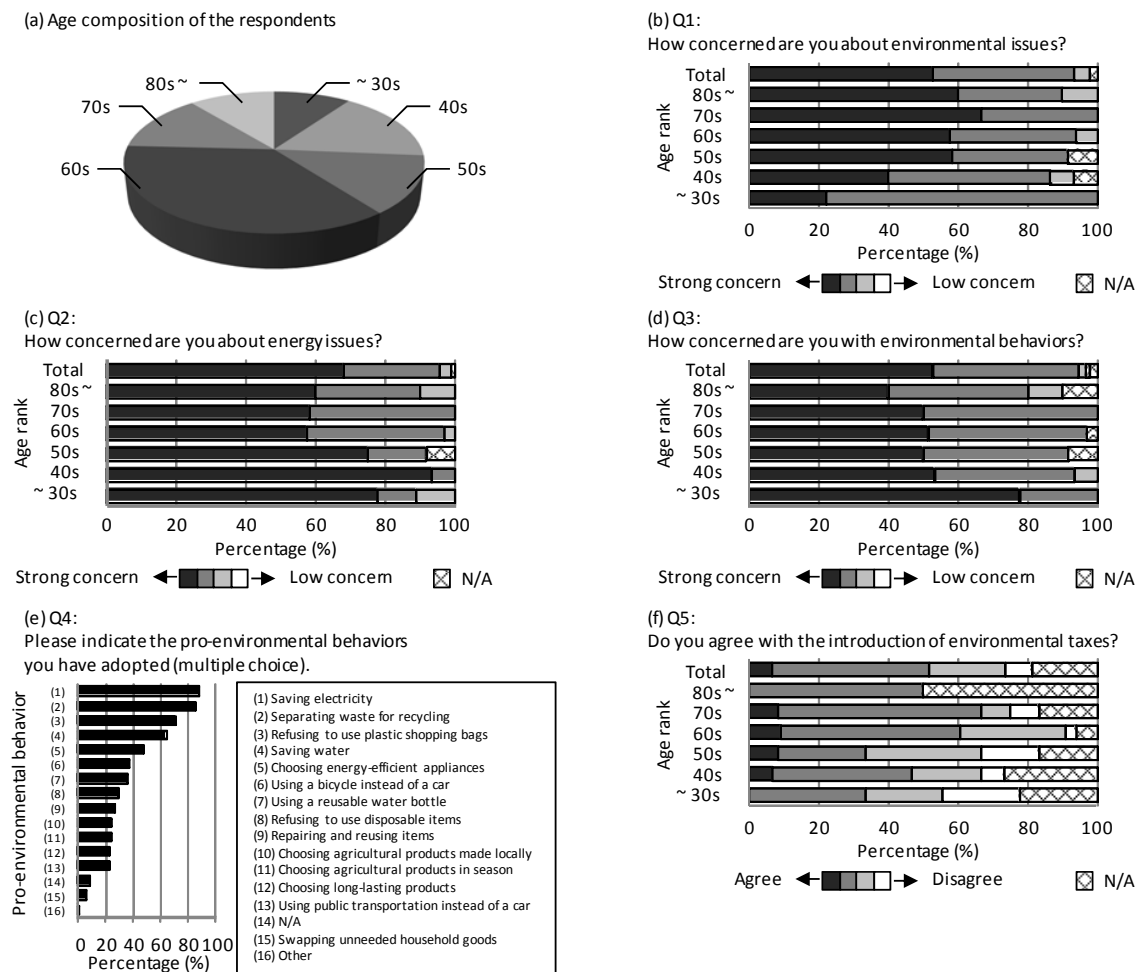 (a) Age composition of the respondents
80s ~
~ 30s
70s
40s
60s
50s
(b) Q1:
How concerned are you about environmental issues?
Age rank
Total
80s ~
70s
60s
50s
40s
~ 30s
0 20 40 60 80 100
Percentage (%)
Strong concern Low concern N/A
(c) Q2:
How concerned are you about energy issues?
Age rank
Total
80s ~
70s
60s
50s
40s
~ 30s
0 20 40 60 80 100
Percentage (%)
Strong concern Low concem N/A
(d) Q3:
How concerned are you with environmental behaviors?
Age rank
Total
80s ~
70s
60s
50s
40s
~ 30s
0 20 40 60 80 100
Percentage (%)
Strong concern Low concern N/A
(e) Q4:
Please indicate the pro-environmental behaviors
you have adopted (multiple choice).
Pro-environment behavior
(1)
(2)
(3)
(4)
(5)
(6)
(7)
(8)
(9)
(10)
(11)
(12)
(13)
(14)
(15)
(16)
0 20 40 60 80 100
Percentage (%)
(1) Saving electricity
(2) Separating waste for recycling
(3) Refusing to use plastic shopping bags
(4) Saving water
(5) Choosing energy-efficient appliances
(6) Using a bicycle instead of a car
(7) Using a reusable water bottle
(8) Refusing to use disposable items
(9) Repairing and reusing items
(10) Choosing agricultural products made locally
(11) Choosing agricultural products in season
(12) Choosing long-lasting products
(13) Using public transportation instead of a car
(14) N/A
(15) Swapping unneeded household goods
(16) Other
(f) Q5:
Do you agree with the introduction of environmental taxes?
Age rank
Total
80s ~
70s
60s
50s
40s
~ 30s
0 20 40 60 80 100
Percentage (%)
Agree Disagree N/A